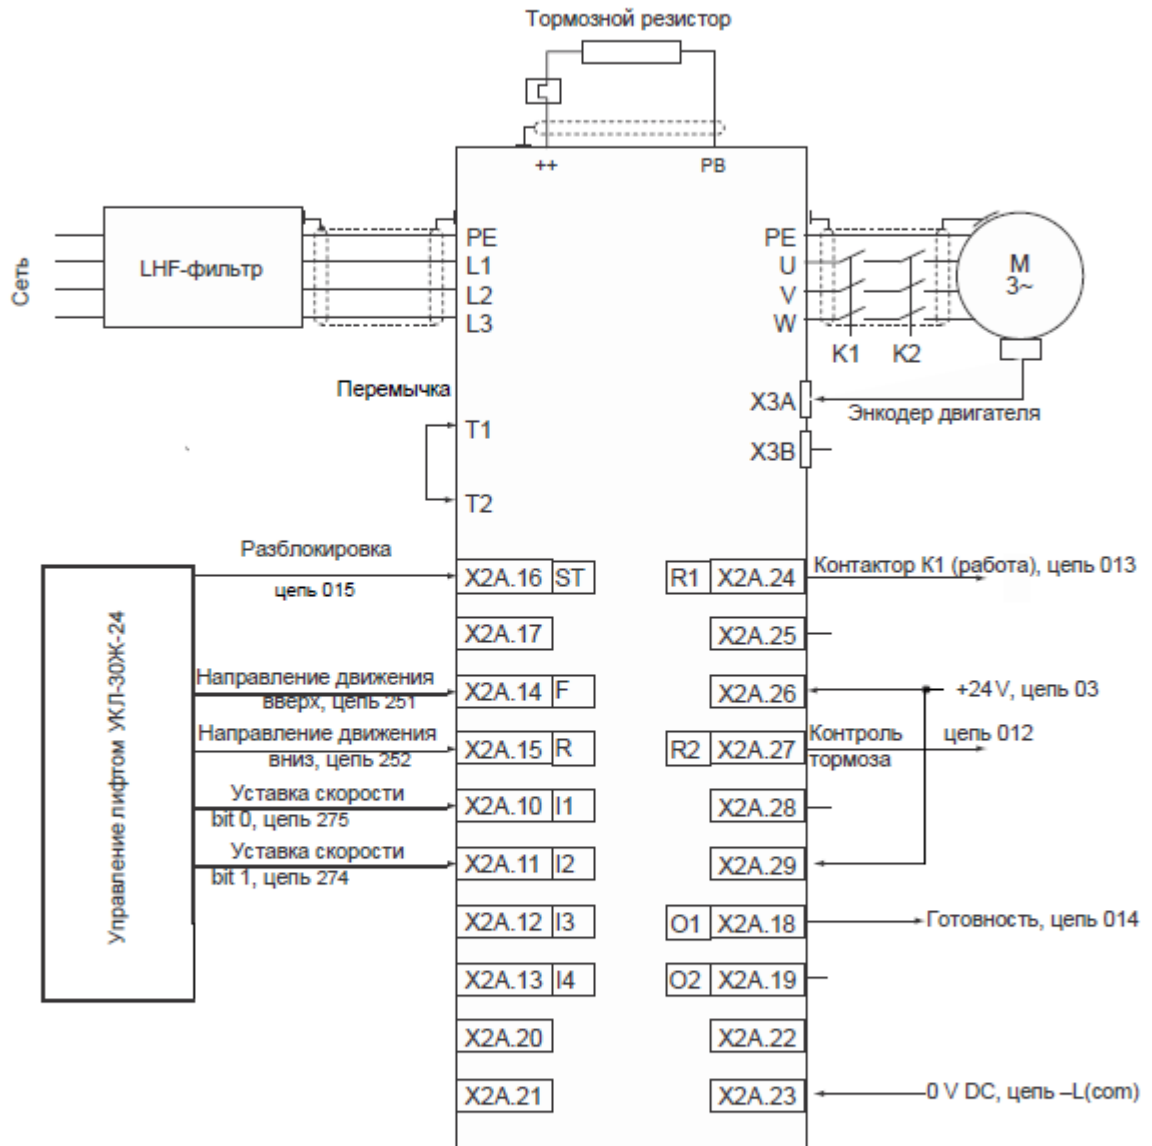 Тормозной резистор
++
PB
Сеть
LHF-фильтр
PE
L1
L2
L3
PE
U
V
W
K1
K2
M
3~
Перемычка
T1
T2
X3A
X3B
Энкодер двигателя
Управление лифтом УКЛ-30Ж-24
Разблокировка
цепь 015
X2A.16 ST
R1 X2A.24
Контактор К1 (работа), цепь 013
X2A.17
X2A.25
Направление движения
вверх, цепь 251
X2A.14 F
X2A.26
+24 V, цепь 03
Направление движения
вниз, цепь 252
X2A.15 R
R2 X2A.27
Контроль
тормоза
цепь 012
Уставка скорости
bit 0, цепь 275
X2A.10 I1
X2A.28
Уставка скорости
bit 1, цепь 274
X2A.11 I2
X2A.29
X2A.12 I3
O1 X2A.18
Готовность, цепь 014
X2A.13 I4
O2 X2A.19
X2A.20
X2A.22
X2A.21
X2A.23
0 V DC, цепь –L(com)